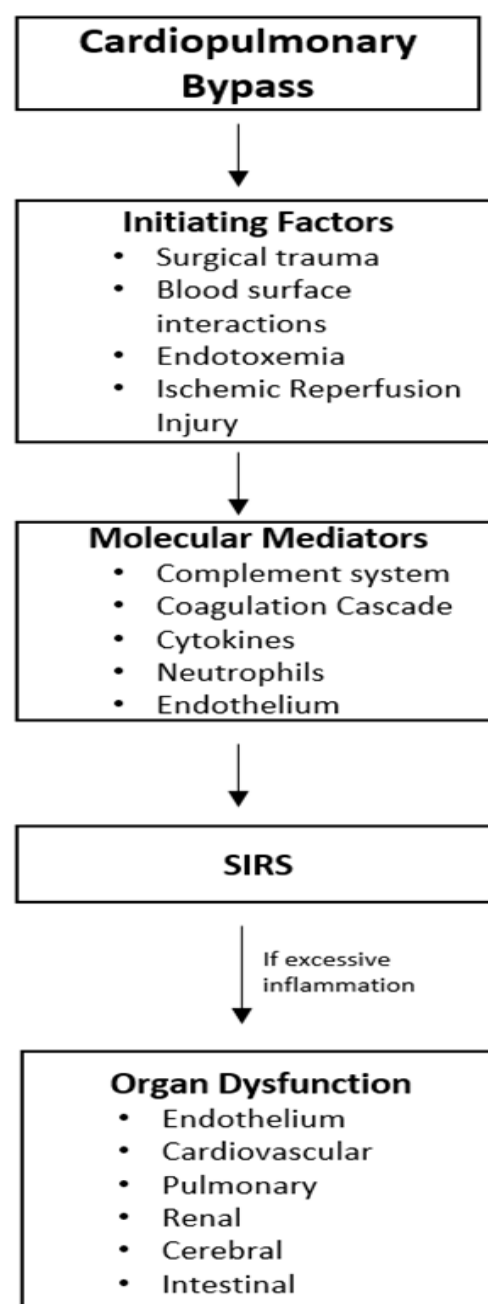 Cardiopulmonary
Bypass
Initiating Factors
• Surgical trauma
• Blood surface
interactions
• Endotoxemia
• Ischemic Reperfusion
Injury
Molecular Mediators
• Complement system
• Coagulation Cascade
• Cytokines
• Neutrophils
• Endothelium
SIRS
If excessive
inflammation
Organ Dysfunction
• Endothelium
• Cardiovascular
• Pulmonary
• Renal
• Cerebral
• Intestinal